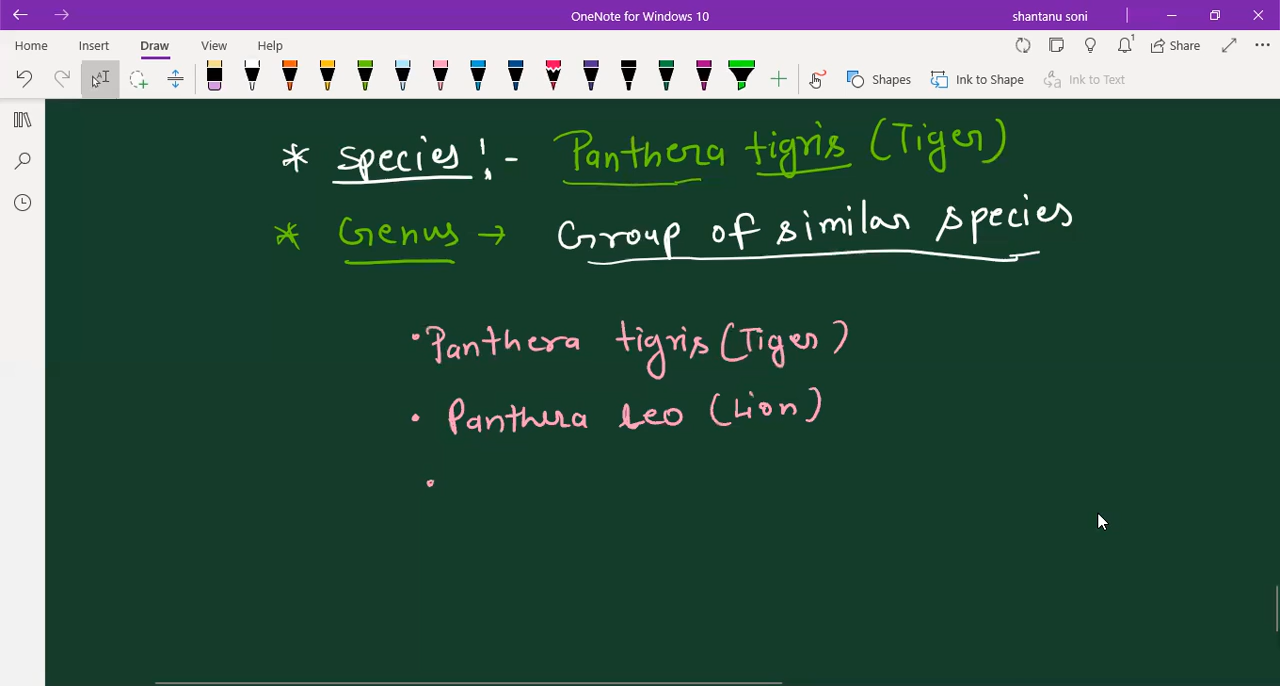 OneNote for Windows 10
shantanu soni
Home Insert Draw View Help
Share
Shapes Ink to Shape Ink to Text
* Species :- Panthera tigris (Tiger)
* Genus → Group of similar species
• Panthera tigris (Tiger)
• Panthera leo (Lion)
•